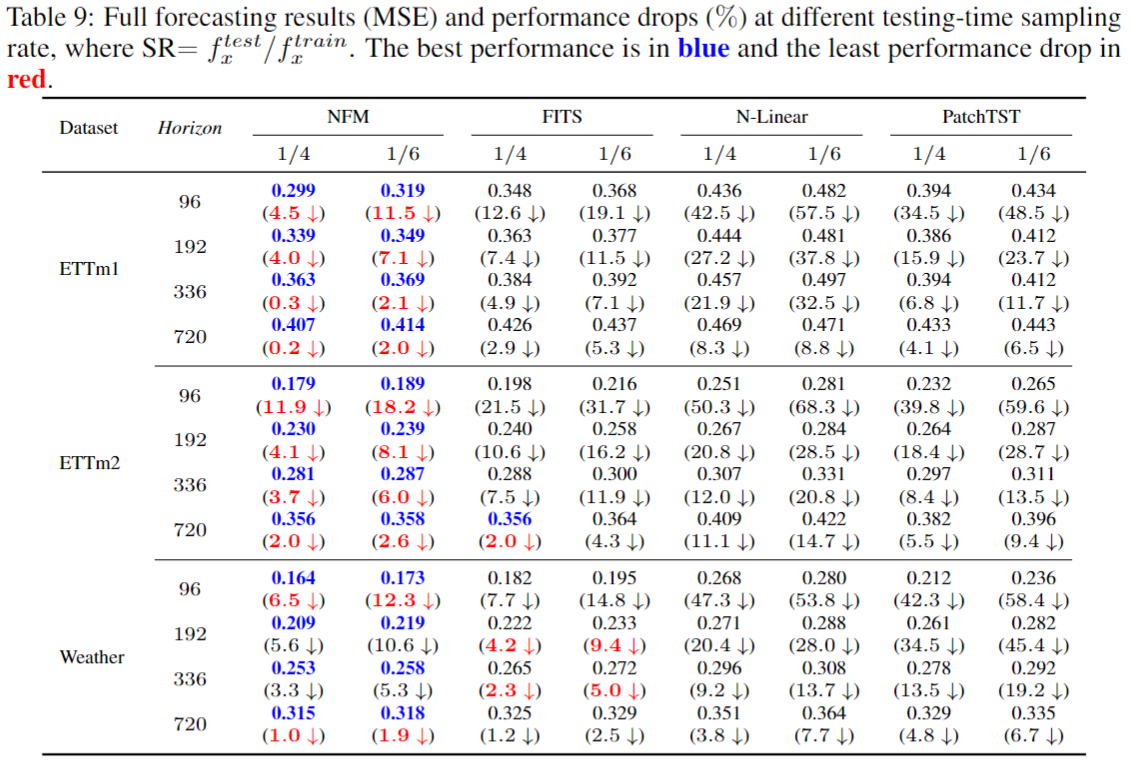 Table 9: Full forecasting results (MSE) and performance drops (%) at different testing-time sampling
rate, where SR= f_x^{test}/f_x^{train}. The best performance is in blue and the least performance drop in
red.
Dataset Horizon NFM FITS N-Linear PatchTST
1/4 1/6 1/4 1/6 1/4 1/6 1/4 1/6
ETTm1
96 0.299 0.319 0.348 0.368 0.436 0.482 0.394 0.434
(4.5 ↓) (11.5 ↓) (12.6 ↓) (19.1 ↓) (42.5 ↓) (57.5 ↓) (34.5 ↓) (48.5 ↓)
192 0.339 0.349 0.363 0.377 0.444 0.481 0.386 0.412
(4.0 ↓) (7.1 ↓) (7.4 ↓) (11.5 ↓) (27.2 ↓) (37.8 ↓) (15.9 ↓) (23.7 ↓)
336 0.363 0.369 0.384 0.392 0.457 0.497 0.394 0.412
(0.3 ↓) (2.1 ↓) (4.9 ↓) (7.1 ↓) (21.9 ↓) (32.5 ↓) (6.8 ↓) (11.7 ↓)
720 0.407 0.414 0.426 0.437 0.469 0.471 0.433 0.443
(0.2 ↓) (2.0 ↓) (2.9 ↓) (5.3 ↓) (8.3 ↓) (8.8 ↓) (4.1 ↓) (6.5 ↓)
ETTm2
96 0.179 0.189 0.198 0.216 0.251 0.281 0.232 0.265
(11.9 ↓) (18.2 ↓) (21.5 ↓) (31.7 ↓) (50.3 ↓) (68.3 ↓) (39.8 ↓) (59.6 ↓)
192 0.230 0.239 0.240 0.258 0.267 0.284 0.264 0.287
(4.1 ↓) (8.1 ↓) (10.6 ↓) (16.2 ↓) (20.8 ↓) (28.5 ↓) (18.4 ↓) (28.7 ↓)
336 0.281 0.287 0.288 0.300 0.307 0.331 0.297 0.311
(3.7 ↓) (6.0 ↓) (7.5 ↓) (11.9 ↓) (12.0 ↓) (20.8 ↓) (8.4 ↓) (13.5 ↓)
720 0.356 0.358 0.356 0.364 0.409 0.422 0.382 0.396
(2.0 ↓) (2.6 ↓) (2.0 ↓) (4.3 ↓) (11.1 ↓) (14.7 ↓) (5.5 ↓) (9.4 ↓)
Weather
96 0.164 0.173 0.182 0.195 0.268 0.280 0.212 0.236
(6.5 ↓) (12.3 ↓) (7.7 ↓) (14.8 ↓) (47.3 ↓) (53.8 ↓) (42.3 ↓) (58.4 ↓)
192 0.209 0.219 0.222 0.233 0.271 0.288 0.261 0.282
(5.6 ↓) (10.6 ↓) (4.2 ↓) (9.4 ↓) (20.4 ↓) (28.0 ↓) (34.5 ↓) (45.4 ↓)
336 0.253 0.258 0.265 0.272 0.296 0.308 0.278 0.292
(3.3 ↓) (5.3 ↓) (2.3 ↓) (5.0 ↓) (9.2 ↓) (13.7 ↓) (13.5 ↓) (19.2 ↓)
720 0.315 0.318 0.325 0.329 0.351 0.364 0.329 0.335
(1.0 ↓) (1.9 ↓) (1.2 ↓) (2.5 ↓) (3.8 ↓) (7.7 ↓) (4.8 ↓) (6.7 ↓)